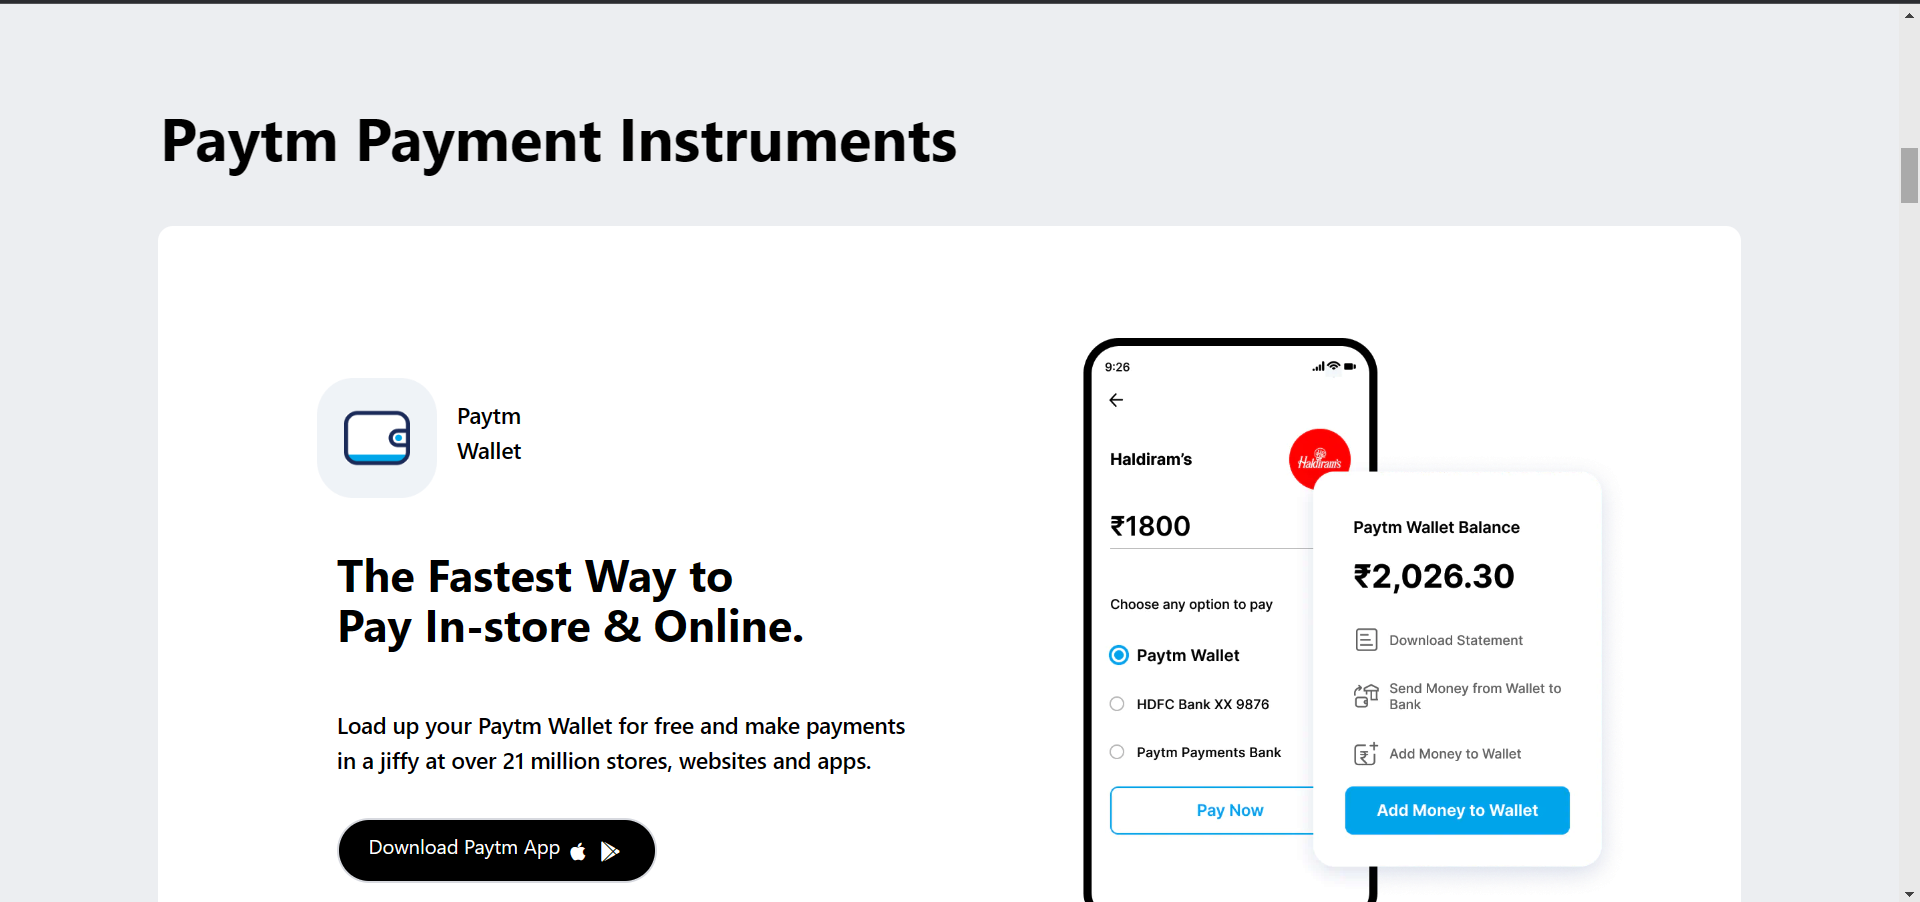 Paytm Payment Instruments
Paytm
Wallet
The Fastest Way to
Pay In-store & Online.
Load up your Paytm Wallet for free and make payments
in a jiffy at over 21 million stores, websites and apps.
Download Paytm App
9:26
Haldiram's
Haldiram's
₹1800
Choose any option to pay
Paytm Wallet
HDFC Bank XX 9876
Paytm Payments Bank
Pay Now
Paytm Wallet Balance
₹2,026.30
Download Statement
Send Money from Wallet to
Bank
Add Money to Wallet
Add Money to Wallet